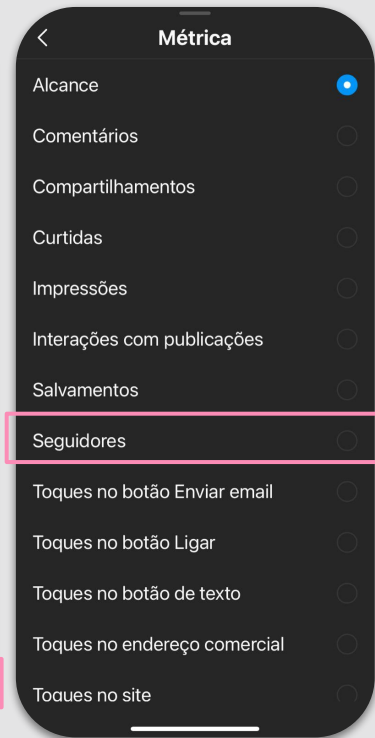 Métrica
Alcance
Comentários
Compartilhamentos
Curtidas
Impressões
Interações com publicações
Salvamentos
Seguidores
Toques no botão Enviar email
Toques no botão Ligar
Toques no botão de texto
Toques no endereço comercial
Toques no site